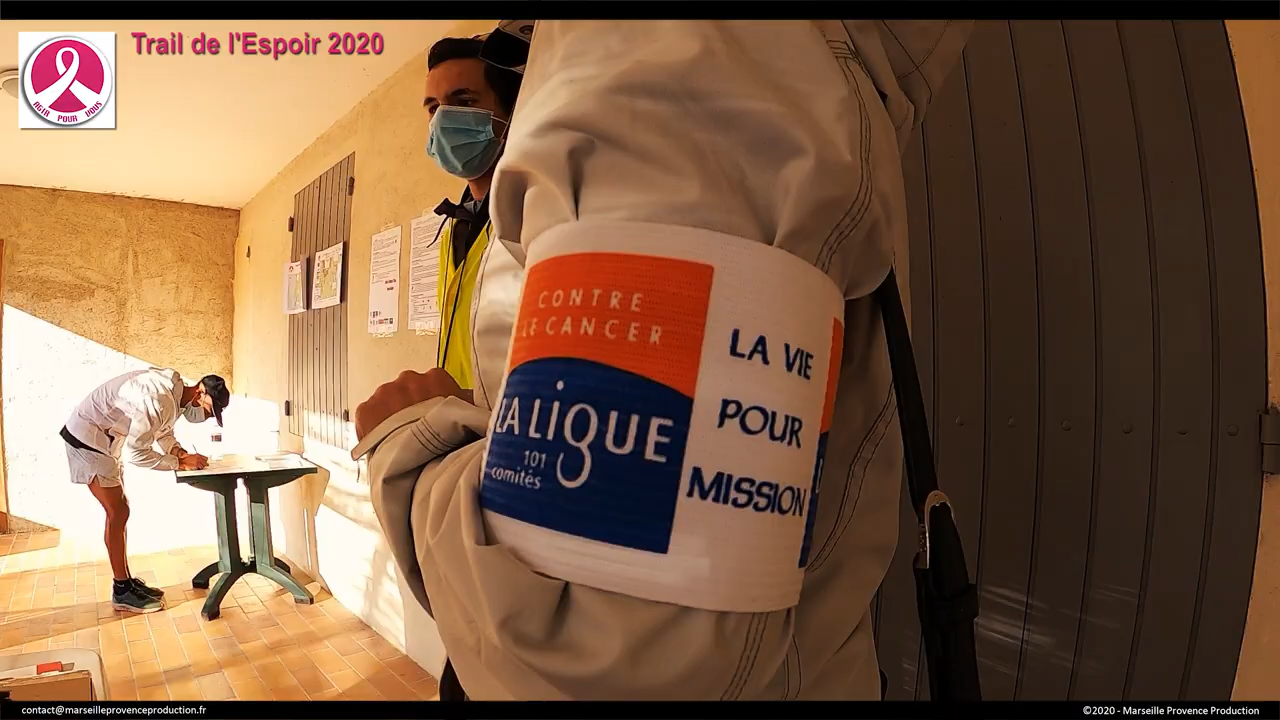 Trail de l'Espoir 2020
AGIR POUR VOUS
CONTRE
LE CANCER
LA LIGUE
101
comités
LA VIE
POUR
MISSION
contact@marseilleprovenceproduction.fr
©2020 - Marseille Provence Production